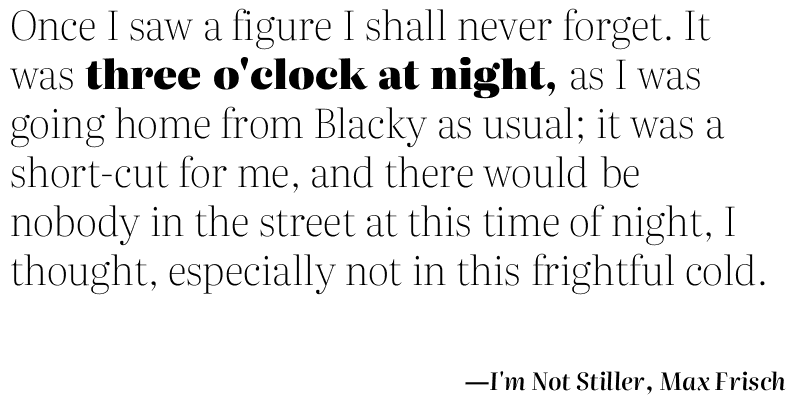 Once I saw a figure I shall never forget. It
was three o'clock at night, as I was
going home from Blacky as usual; it was a
short-cut for me, and there would be
nobody in the street at this time of night, I
thought, especially not in this frightful cold.
—I'm Not Stiller, Max Frisch